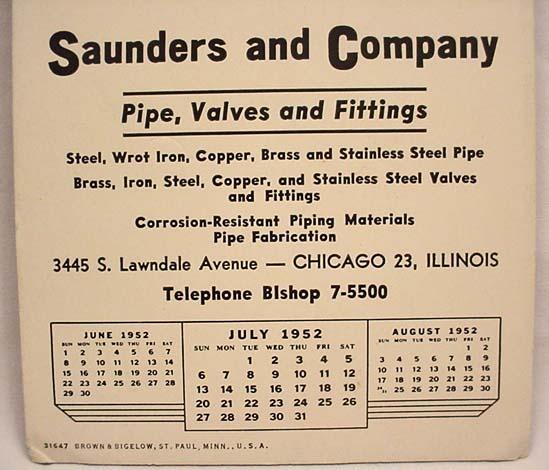 Saunders and Company
Pipe, Valves and Fittings
Steel, Wrot Iron, Copper, Brass and Stainless Steel Pipe
Brass, Iron, Steel, Copper, and Stainless Steel Valves
and Fittings
Corrosion-Resistant Piping Materials
Pipe Fabrication
3445 S. Lawndale Avenue — CHICAGO 23, ILLINOIS
Telephone BIshop 7-5500
JUNE 1952
SUN MON TUE WED THU FRI SAT
1 2 3 4 5 6 7
8 9 10 11 12 13 14
15 16 17 18 19 20 21
22 23 24 25 26 27 28
29 30
JULY 1952
SUN MON TUE WED THU FRI SAT
1 2 3 4 5
6 7 8 9 10 11 12
13 14 15 16 17 18 19
20 21 22 23 24 25 26
27 28 29 30 31
AUGUST 1952
SUN MON TUE WED THU FRI SAT
1 2
3 4 5 6 7 8 9
10 11 12 13 14 15 16
17 18 19 20 21 22 23
24/31 25 26 27 28 29 30
31647 BROWN & BIGELOW, ST. PAUL, MINN., U.S.A.